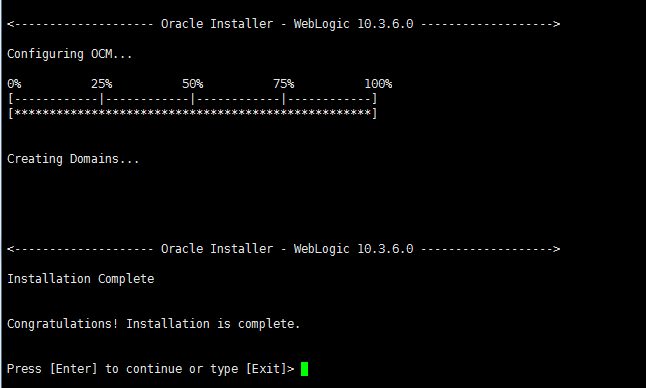 <-------------------- Oracle Installer - WebLogic 10.3.6.0 ------------------->
Configuring OCM...
0%          25%          50%          75%          100%
[------------|------------|------------|------------]
[***************************************************]
Creating Domains...
<-------------------- Oracle Installer - WebLogic 10.3.6.0 ------------------->
Installation Complete
Congratulations! Installation is complete.
Press [Enter] to continue or type [Exit]>